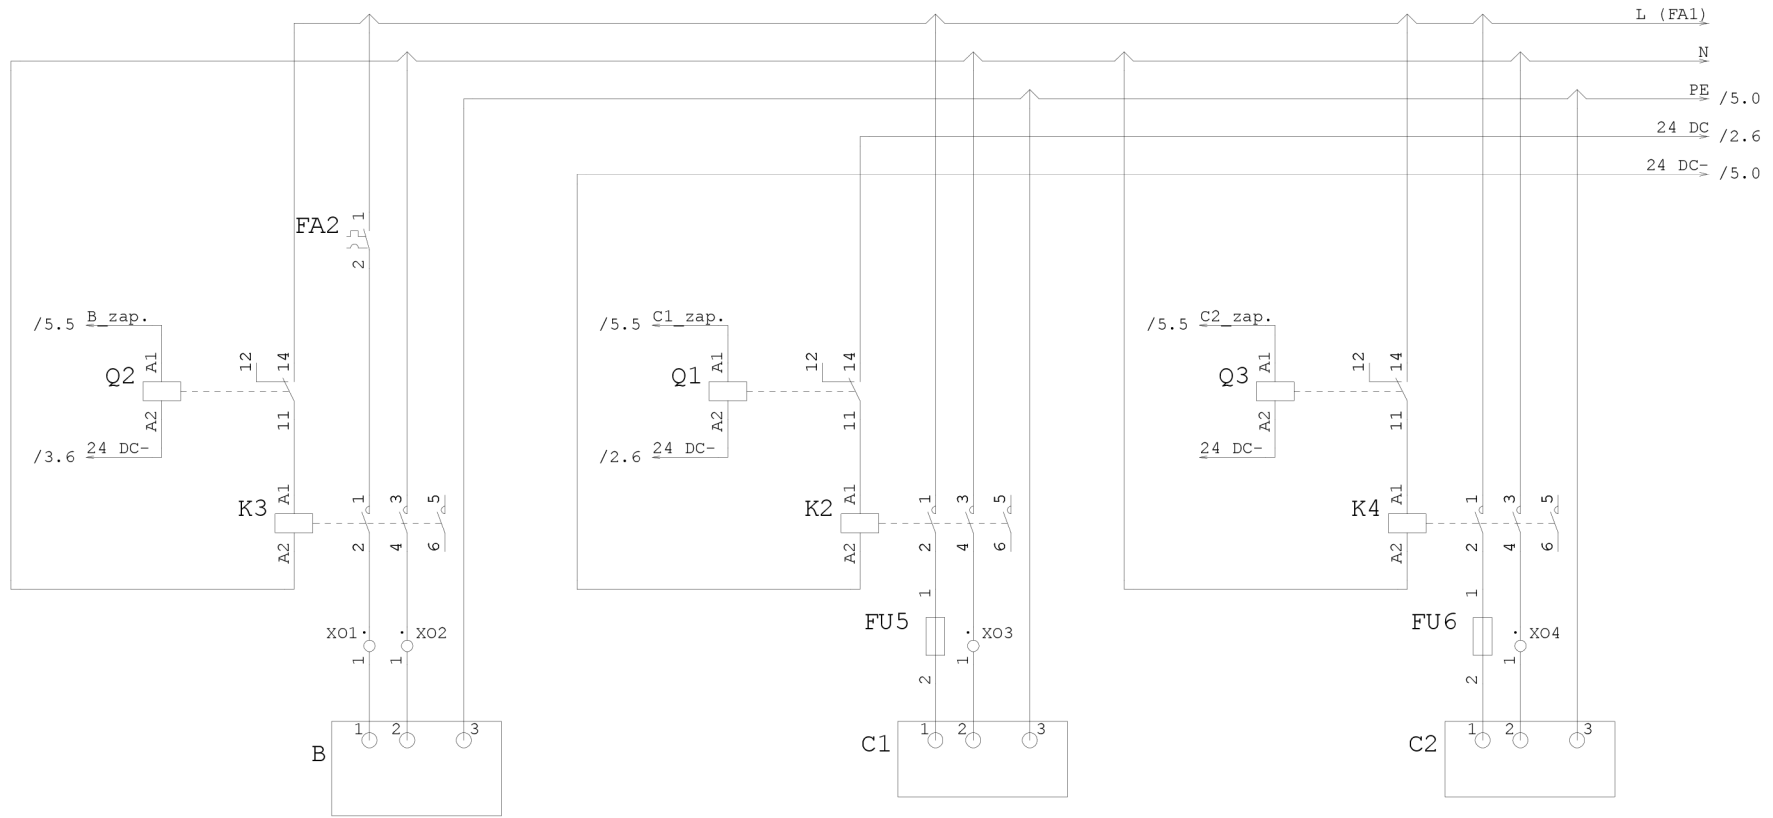 L (FA1)
N
PE /5.0
24 DC /2.6
24 DC- /5.0
FA2
1
2
/5.5 B_zap.
Q2
A1
A2
12
14
11
/3.6 24 DC-
K3
A1
A2
1
2
3
4
5
6
XO1
1
XO2
1
B
1
2
3
/5.5 C1_zap.
Q1
A1
A2
12
14
11
/2.6 24 DC-
K2
A1
A2
1
2
3
4
5
6
FU5
1
2
XO3
1
C1
1
2
3
/5.5 C2_zap.
Q3
A1
A2
12
14
11
24 DC-
K4
A1
A2
1
2
3
4
5
6
FU6
1
2
XO4
1
C2
1
2
3